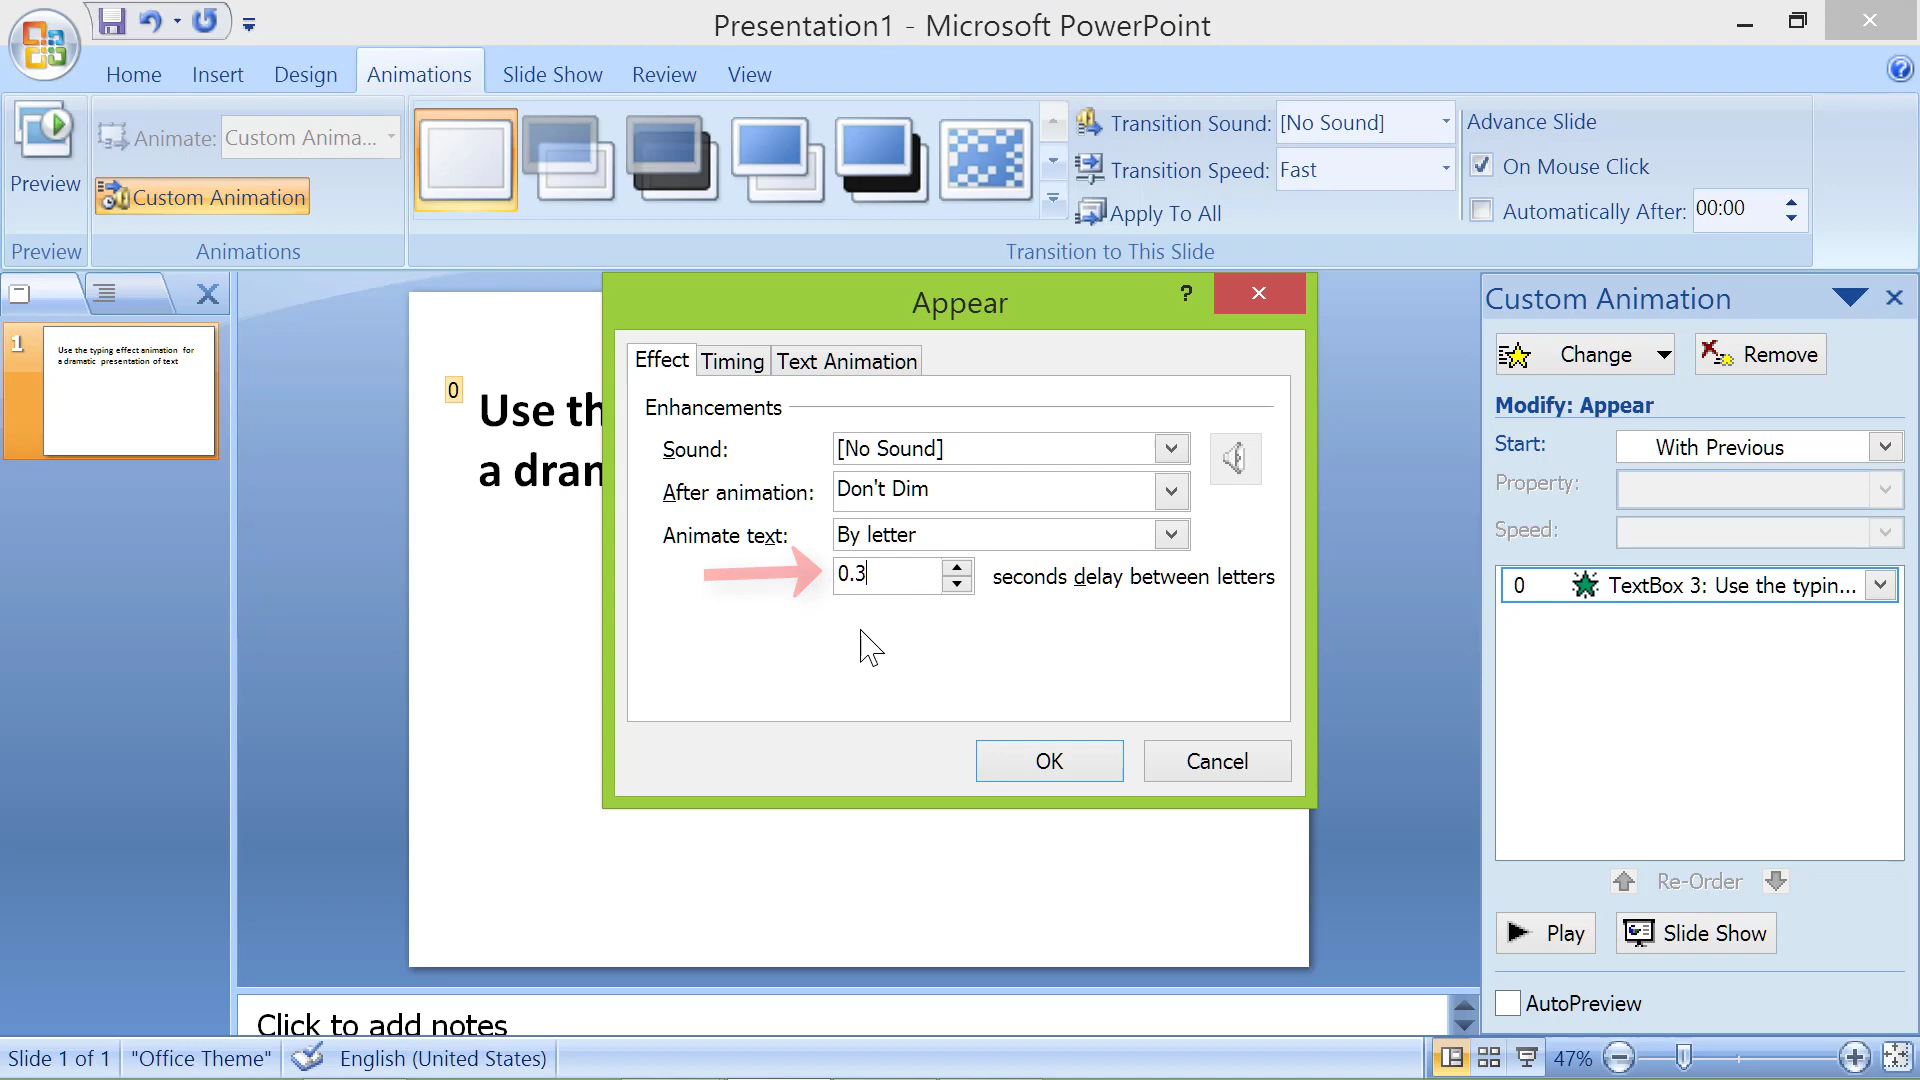 Presentation1 - Microsoft PowerPoint
Home Insert Design Animations Slide Show Review View
Preview
Animate: Custom Anima...
Custom Animation
Transition Sound: [No Sound]
Transition Speed: Fast
Apply To All
Advance Slide
On Mouse Click
Automatically After: 00:00
Preview Animations Transition to This Slide
1
Use the typing effect animation for
a dramatic presentation of text
0
Use th
a dram
Appear
?
Effect Timing Text Animation
Enhancements
Sound: [No Sound]
After animation: Don't Dim
Animate text: By letter
0.3 seconds delay between letters
OK Cancel
Custom Animation
Change Remove
Modify: Appear
Start: With Previous
Property:
Speed:
0 TextBox 3: Use the typin...
Re-Order
Play Slide Show
AutoPreview
Click to add notes
Slide 1 of 1 "Office Theme" English (United States) 47%